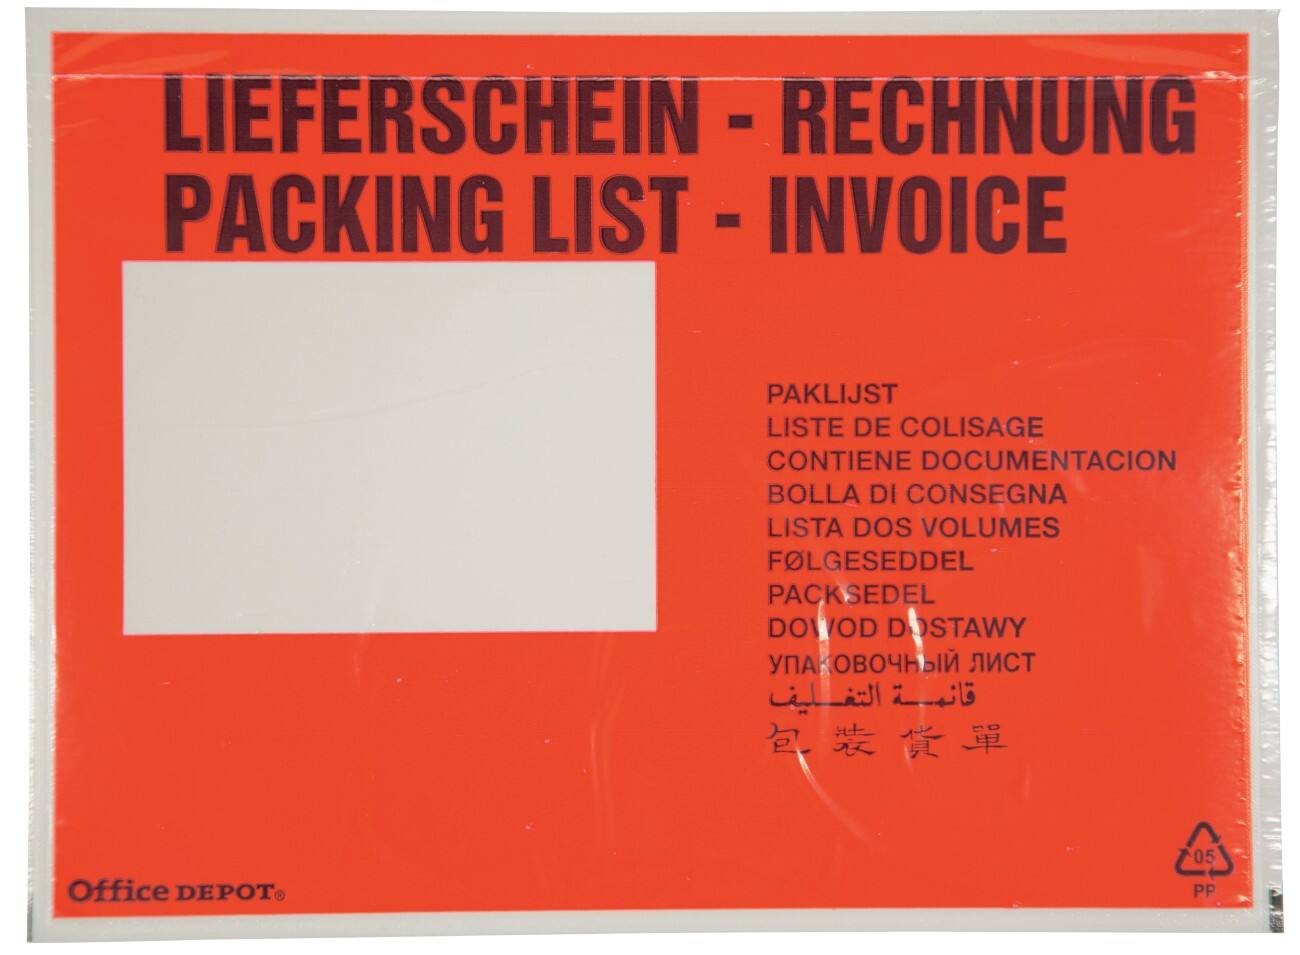 LIEFERSCHEIN - RECHNUNG
PACKING LIST - INVOICE
PAKLIJST
LISTE DE COLISAGE
CONTIENE DOCUMENTACION
BOLLA DI CONSEGNA
LISTA DOS VOLUMES
FØLGESEDDEL
PACKSEDEL
DOWOD DOSTAWY
УПАКОВОЧНЫЙ ЛИСТ
قائمة التغليف
包裝貨單
05
PP
Office DEPOT®